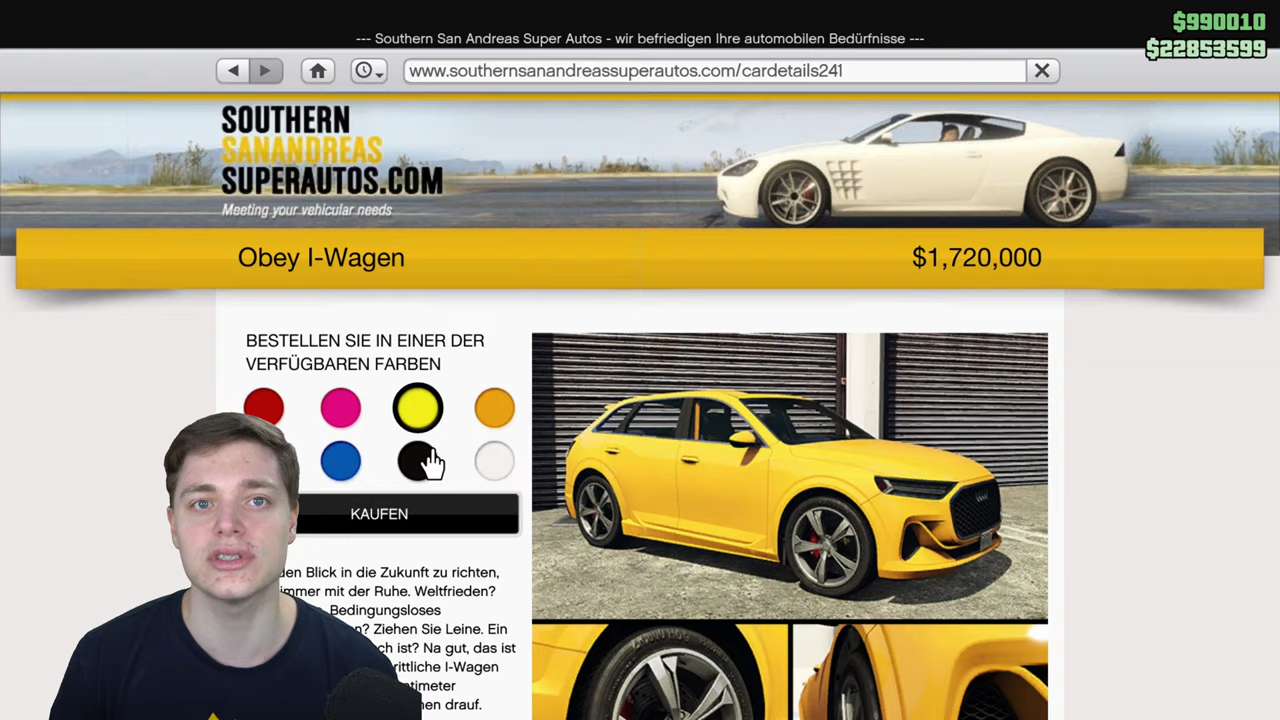 $990010
--- Southern San Andreas Super Autos - wir befriedigen Ihre automobilen Bedürfnisse ---
$22853599
www.southernsanandreassuperautos.com/cardetails241
SOUTHERN
SANANDREAS
SUPERAUTOS.COM
Meeting your vehicular needs
Obey I-Wagen
$1,720,000
BESTELLEN SIE IN EINER DER
VERFÜGBAREN FARBEN
KAUFEN
den Blick in die Zukunft zu richten,
immer mit der Ruhe. Weltfrieden?
Bedingungsloses
? Ziehen Sie Leine. Ein
ist? Na gut, das ist
I-Wagen
drauf.